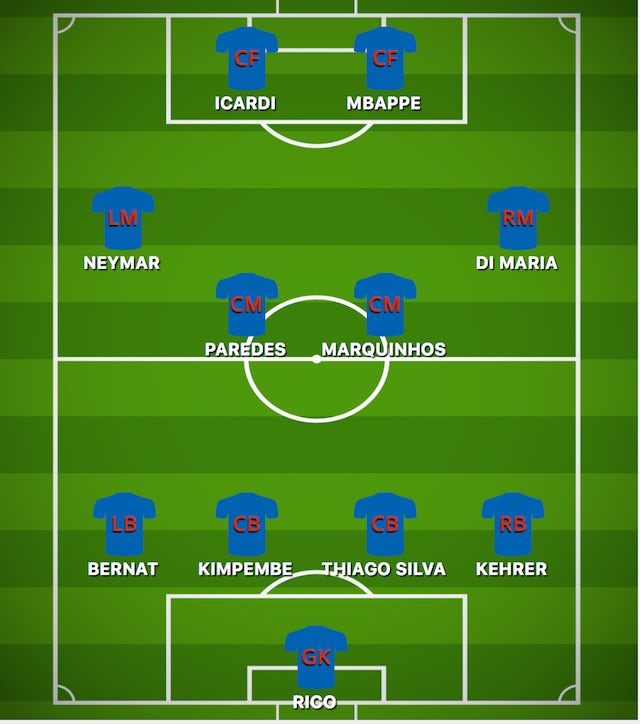 CF CF
ICARDI MBAPPE
LM RM
NEYMAR DI MARIA
CM CM
PAREDES MARQUINHOS
LB CB CB RB
BERNAT KIMPEMBE THIAGO SILVA KEHRER
GK
RICO